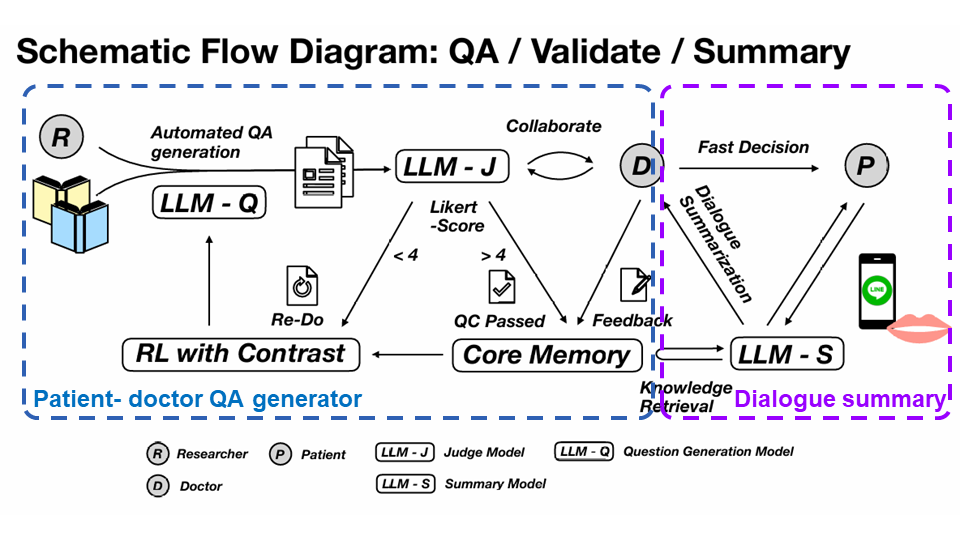 Schematic Flow Diagram: QA / Validate / Summary
R
Automated QA
generation
LLM - Q
LLM - J
Collaborate
D
Fast Decision
P
Likert
-Score
< 4
> 4
Dialogue
Summarization
LINE
Re-Do
QC Passed
Feedback
RL with Contrast
Core Memory
LLM - S
Knowledge
Retrieval
Patient- doctor QA generator
Dialogue summary
R Researcher
P Patient
LLM - J Judge Model
LLM - Q Question Generation Model
D Doctor
LLM - S Summary Model